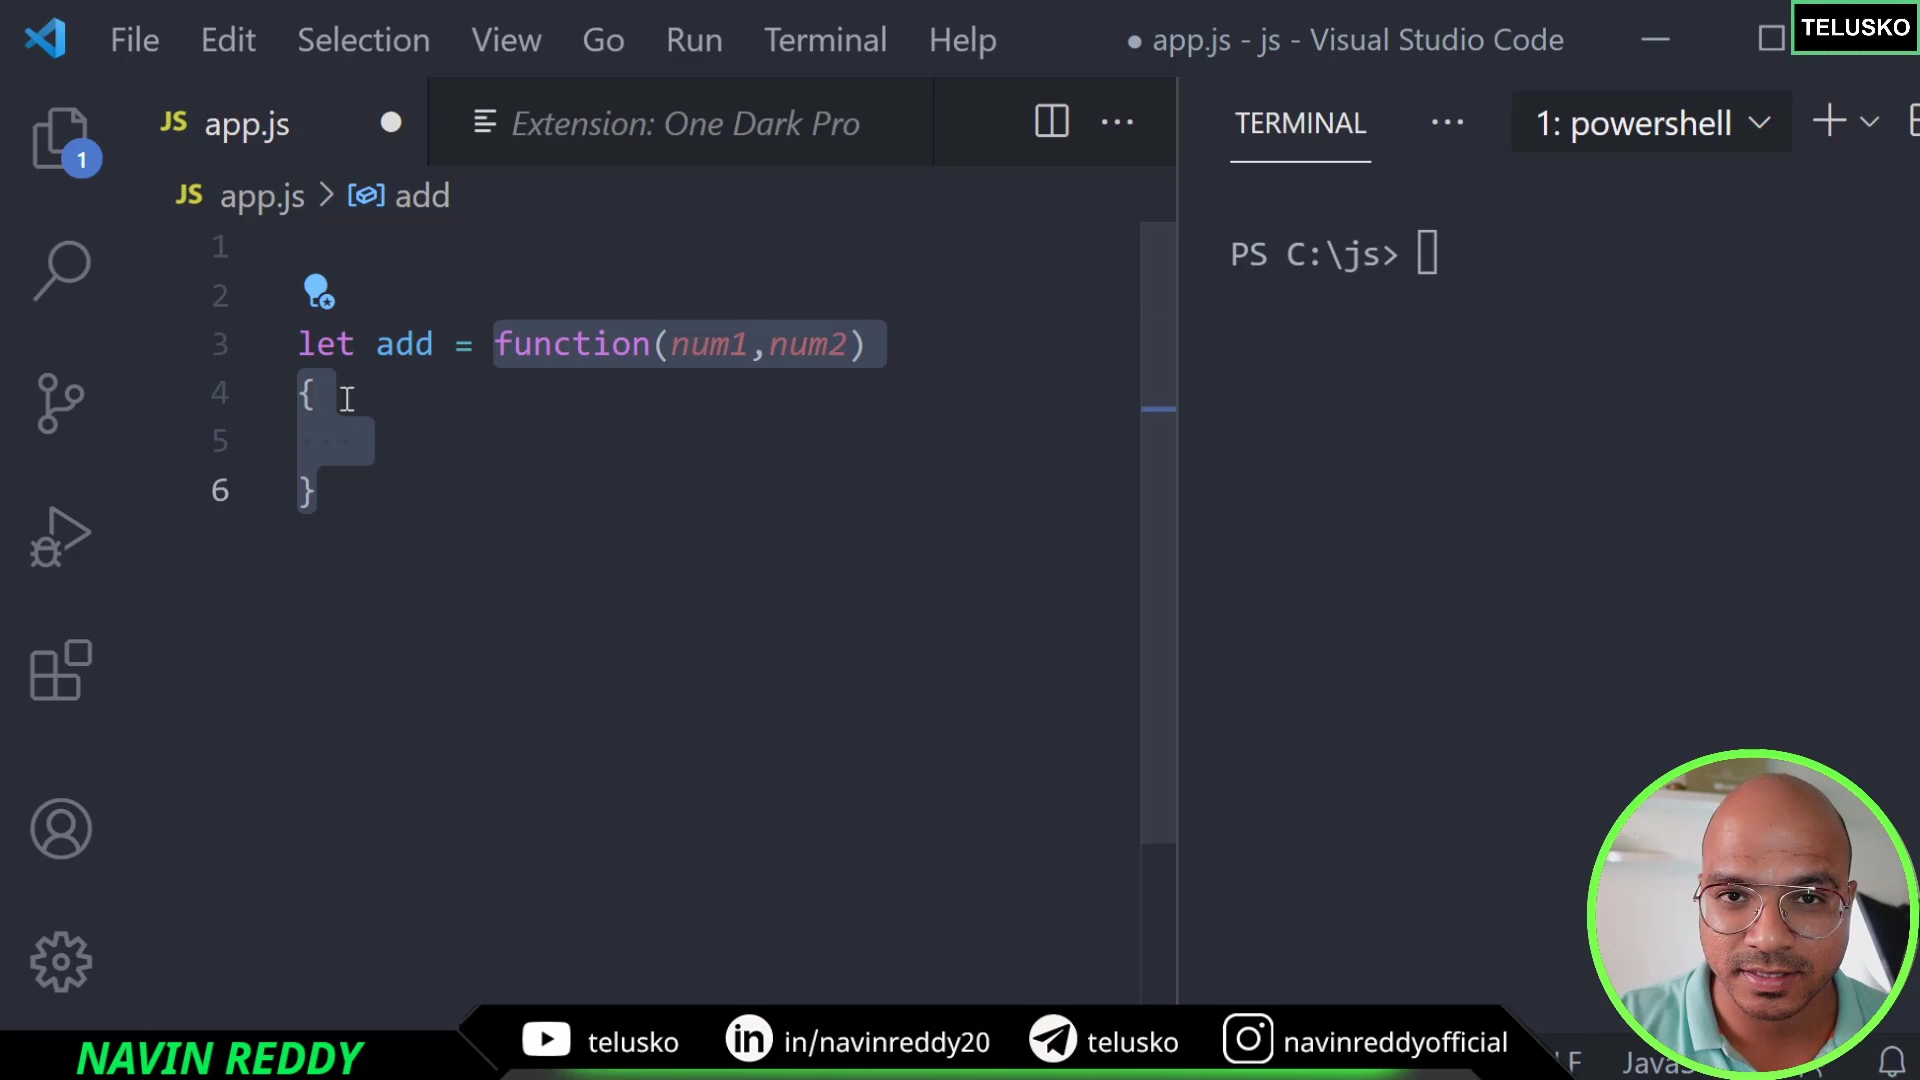 File Edit Selection View Go Run Terminal Help ● app.js - js - Visual Studio Code
TELUSKO
JS app.js Extension: One Dark Pro ···
TERMINAL ··· 1: powershell
1
JS app.js > add
1
2
3 let add = function(num1,num2)
4 {
5
6 }
PS C:\js>
NAVIN REDDY
telusko in/navinreddy20 telusko navinreddyofficial